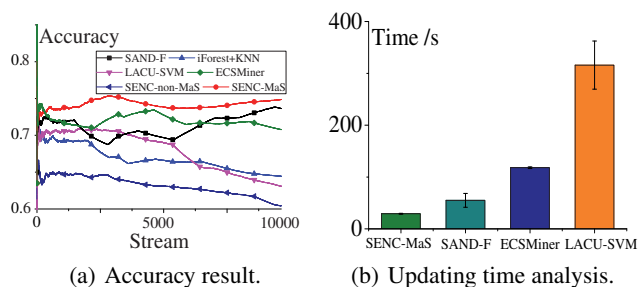 Accuracy
0.8
0.7
0.6
SAND-F
iForest+KNN
LACU-SVM
ECSMiner
SENC-non-MaS
SENC-MaS
0
5000
10000
Stream
(a) Accuracy result.
Time /s
400
200
0
SENC-MaS
SAND-F
ECSMiner
LACU-SVM
(b) Updating time analysis.